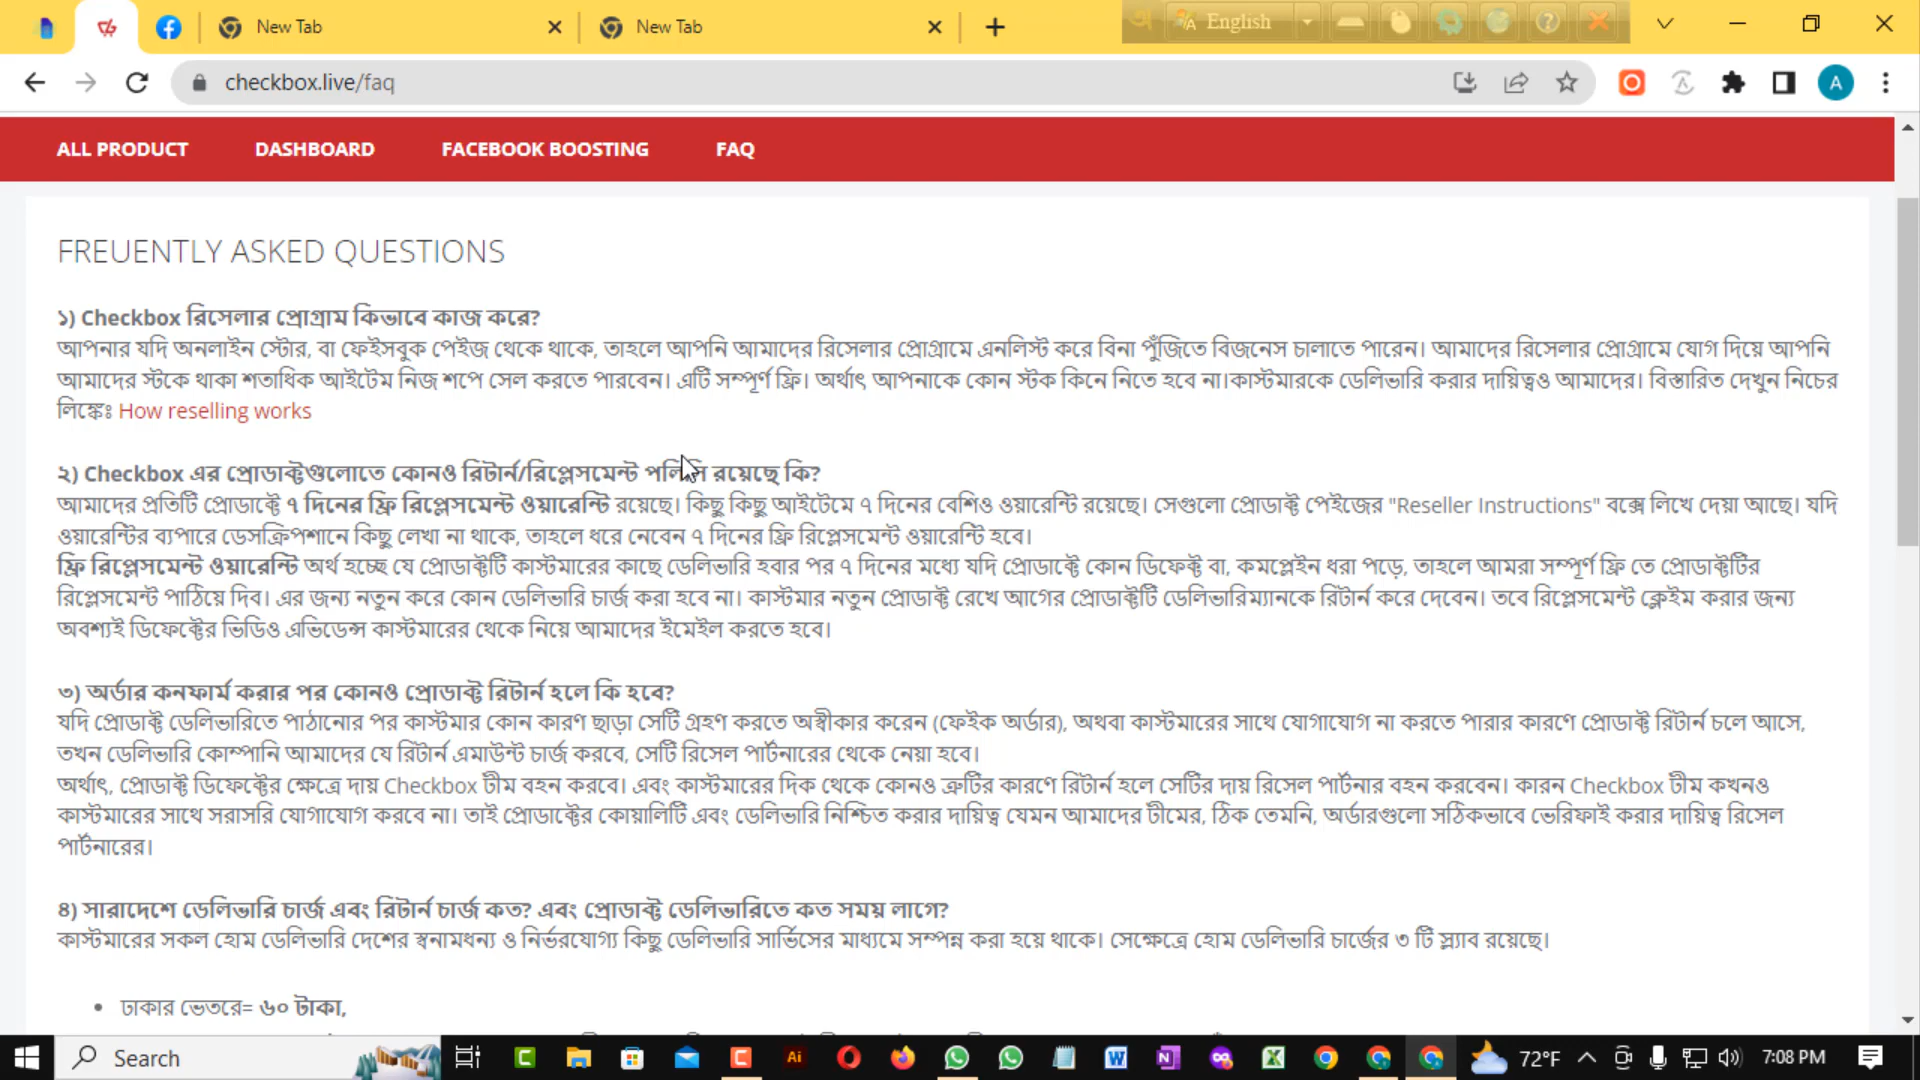 New Tab
New Tab
English
checkbox.live/faq
A
ALL PRODUCT DASHBOARD FACEBOOK BOOSTING FAQ
FREUENTLY ASKED QUESTIONS
১) Checkbox রিসেলার প্রোগ্রাম কিভাবে কাজ করে?
আপনার যদি অনলাইন স্টোর, বা ফেইসবুক পেইজ থেকে থাকে, তাহলে আপনি আমাদের রিসেলার প্রোগ্রামে এনলিস্ট করে বিনা পুঁজিতে বিজনেস চালাতে পারেন। আমাদের রিসেলার প্রোগ্রামে যোগ দিয়ে আপনি
আমাদের স্টকে থাকা শতাধিক আইটেম নিজ শপে সেল করতে পারবেন। এটি সম্পূর্ণ ফ্রি। অর্থাৎ আপনাকে কোন স্টক কিনে নিতে হবে না।কাস্টমারকে ডেলিভারি করার দায়িত্বও আমাদের। বিস্তারিত দেখুন নিচের
লিঙ্কেঃ How reselling works
২) Checkbox এর প্রোডাক্টগুলোতে কোনও রিটার্ন/রিপ্লেসমেন্ট পলিসি রয়েছে কি?
আমাদের প্রতিটি প্রোডাক্টে ৭ দিনের ফ্রি রিপ্লেসমেন্ট ওয়ারেন্টি রয়েছে। কিছু কিছু আইটেমে ৭ দিনের বেশিও ওয়ারেন্টি রয়েছে। সেগুলো প্রোডাক্ট পেইজের "Reseller Instructions" বক্সে লিখে দেয়া আছে। যদি
ওয়ারেন্টির ব্যপারে ডেসক্রিপশানে কিছু লেখা না থাকে, তাহলে ধরে নেবেন ৭ দিনের ফ্রি রিপ্লেসমেন্ট ওয়ারেন্টি হবে।
ফ্রি রিপ্লেসমেন্ট ওয়ারেন্টি অর্থ হচ্ছে যে প্রোডাক্টটি কাস্টমারের কাছে ডেলিভারি হবার পর ৭ দিনের মধ্যে যদি প্রোডাক্টে কোন ডিফেক্ট বা, কমপ্লেইন ধরা পড়ে, তাহলে আমরা সম্পূর্ণ ফ্রি তে প্রোডাক্টটির
রিপ্লেসমেন্ট পাঠিয়ে দিব। এর জন্য নতুন করে কোন ডেলিভারি চার্জ করা হবে না। কাস্টমার নতুন প্রোডাক্ট রেখে আগের প্রোডাক্টটি ডেলিভারিম্যানকে রিটার্ন করে দেবেন। তবে রিপ্লেসমেন্ট ক্লেইম করার জন্য
অবশ্যই ডিফেক্টের ভিডিও এভিডেন্স কাস্টমারের থেকে নিয়ে আমাদের ইমেইল করতে হবে।
৩) অর্ডার কনফার্ম করার পর কোনও প্রোডাক্ট রিটার্ন হলে কি হবে?
যদি প্রোডাক্ট ডেলিভারিতে পাঠানোর পর কাস্টমার কোন কারণ ছাড়া সেটি গ্রহণ করতে অস্বীকার করেন (ফেইক অর্ডার), অথবা কাস্টমারের সাথে যোগাযোগ না করতে পারার কারণে প্রোডাক্ট রিটার্ন চলে আসে,
তখন ডেলিভারি কোম্পানি আমাদের যে রিটার্ন এমাউন্ট চার্জ করবে, সেটি রিসেল পার্টনারের থেকে নেয়া হবে।
অর্থাৎ, প্রোডাক্ট ডিফেক্টের ক্ষেত্রে দায় Checkbox টীম বহন করবে। এবং কাস্টমারের দিক থেকে কোনও ত্রুটির কারণে রিটার্ন হলে সেটির দায় রিসেল পার্টনার বহন করবেন। কারন Checkbox টীম কখনও
কাস্টমারের সাথে সরাসরি যোগাযোগ করবে না। তাই প্রোডাক্টের কোয়ালিটি এবং ডেলিভারি নিশ্চিত করার দায়িত্ব যেমন আমাদের টীমের, ঠিক তেমনি, অর্ডারগুলো সঠিকভাবে ভেরিফাই করার দায়িত্ব রিসেল
পার্টনারের।
৪) সারাদেশে ডেলিভারি চার্জ এবং রিটার্ন চার্জ কত? এবং প্রোডাক্ট ডেলিভারিতে কত সময় লাগে?
কাস্টমারের সকল হোম ডেলিভারি দেশের স্বনামধন্য ও নির্ভরযোগ্য কিছু ডেলিভারি সার্ভিসের মাধ্যমে সম্পন্ন করা হয়ে থাকে। সেক্ষেত্রে হোম ডেলিভারি চার্জের ৩ টি স্ল্যাব রয়েছে।
• ঢাকার ভেতরে= ৬০ টাকা,
Search
72°F
7:08 PM